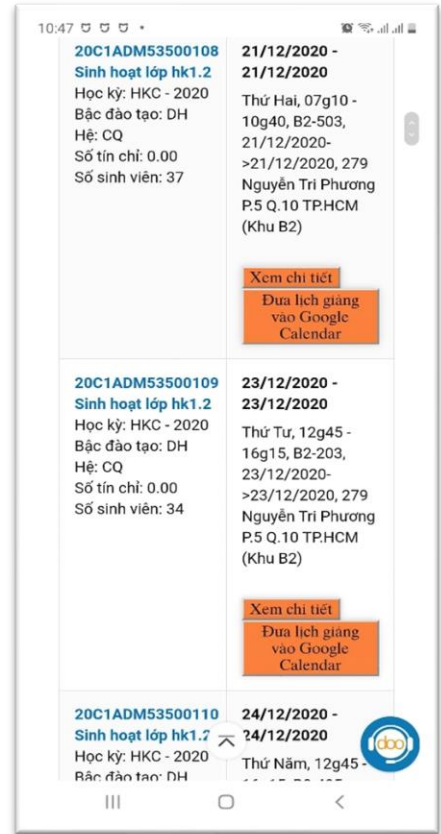 10:47
20C1ADM53500108
Sinh hoạt lớp hk1.2
Học kỳ: HKC - 2020
Bậc đào tạo: DH
Hệ: CQ
Số tín chỉ: 0.00
Số sinh viên: 37
21/12/2020 -
21/12/2020
Thứ Hai, 07g10 -
10g40, B2-503,
21/12/2020-
>21/12/2020, 279
Nguyễn Tri Phương
P.5 Q.10 TP.HCM
(Khu B2)
Xem chi tiết
Đưa lịch giảng
vào Google
Calendar
20C1ADM53500109
Sinh hoạt lớp hk1.2
Học kỳ: HKC - 2020
Bậc đào tạo: DH
Hệ: CQ
Số tín chỉ: 0.00
Số sinh viên: 34
23/12/2020 -
23/12/2020
Thứ Tư, 12g45 -
16g15, B2-203,
23/12/2020-
>23/12/2020, 279
Nguyễn Tri Phương
P.5 Q.10 TP.HCM
(Khu B2)
Xem chi tiết
Đưa lịch giảng
vào Google
Calendar
20C1ADM53500110
Sinh hoạt lớp hk1.2
Học kỳ: HKC - 2020
Bậc đào tạo: DH
24/12/2020 -
24/12/2020
Thứ Năm, 12g45 -